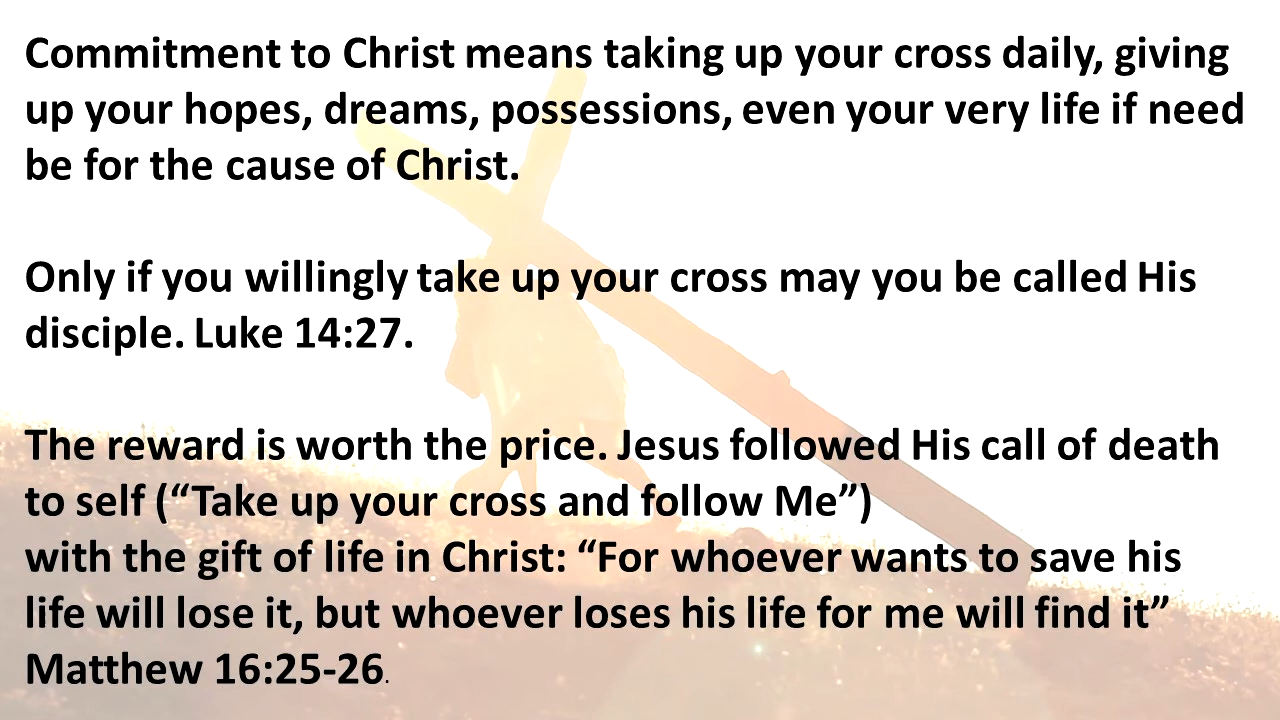 Commitment to Christ means taking up your cross daily, giving
up your hopes, dreams, possessions, even your very life if need
be for the cause of Christ.
Only if you willingly take up your cross may you be called His
disciple. Luke 14:27.
The reward is worth the price. Jesus followed His call of death
to self (“Take up your cross and follow Me”)
with the gift of life in Christ: “For whoever wants to save his
life will lose it, but whoever loses his life for me will find it”
Matthew 16:25-26.